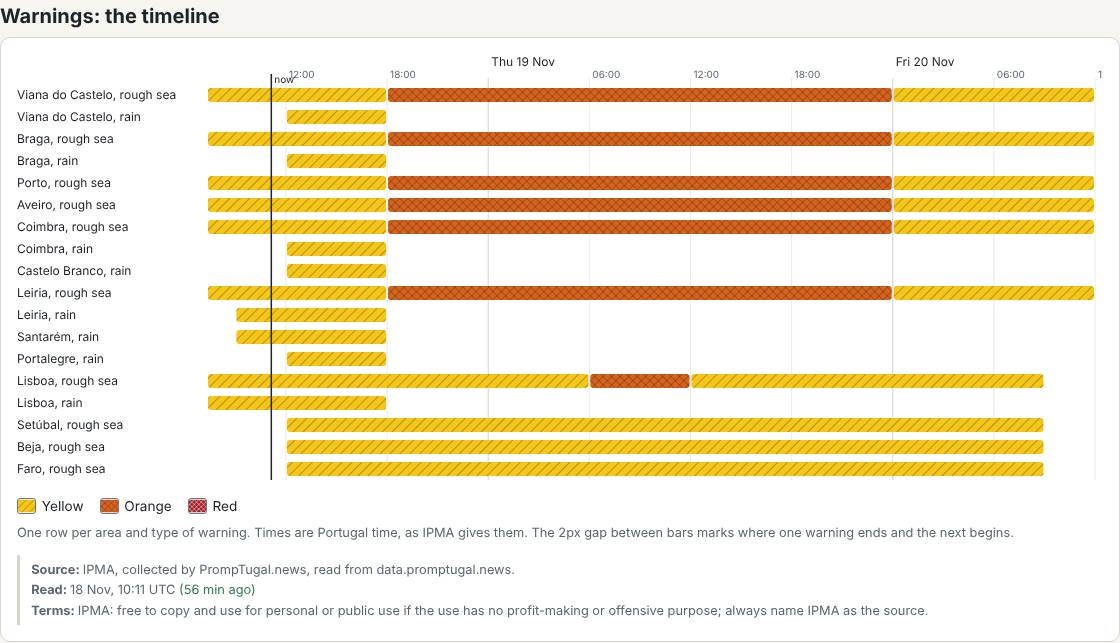 Warnings: the timeline
Thu 19 Nov
Fri 20 Nov
now
12:00
18:00
06:00
12:00
18:00
06:00
1
Viana do Castelo, rough sea
Viana do Castelo, rain
Braga, rough sea
Braga, rain
Porto, rough sea
Aveiro, rough sea
Coimbra, rough sea
Coimbra, rain
Castelo Branco, rain
Leiria, rough sea
Leiria, rain
Santarém, rain
Portalegre, rain
Lisboa, rough sea
Lisboa, rain
Setúbal, rough sea
Beja, rough sea
Faro, rough sea
Yellow
Orange
Red
One row per area and type of warning. Times are Portugal time, as IPMA gives them. The 2px gap between bars marks where one warning ends and the next begins.
Source: IPMA, collected by PrompTugal.news, read from data.promptugal.news.
Read: 18 Nov, 10:11 UTC (56 min ago)
Terms: IPMA: free to copy and use for personal or public use if the use has no profit-making or offensive purpose; always name IPMA as the source.